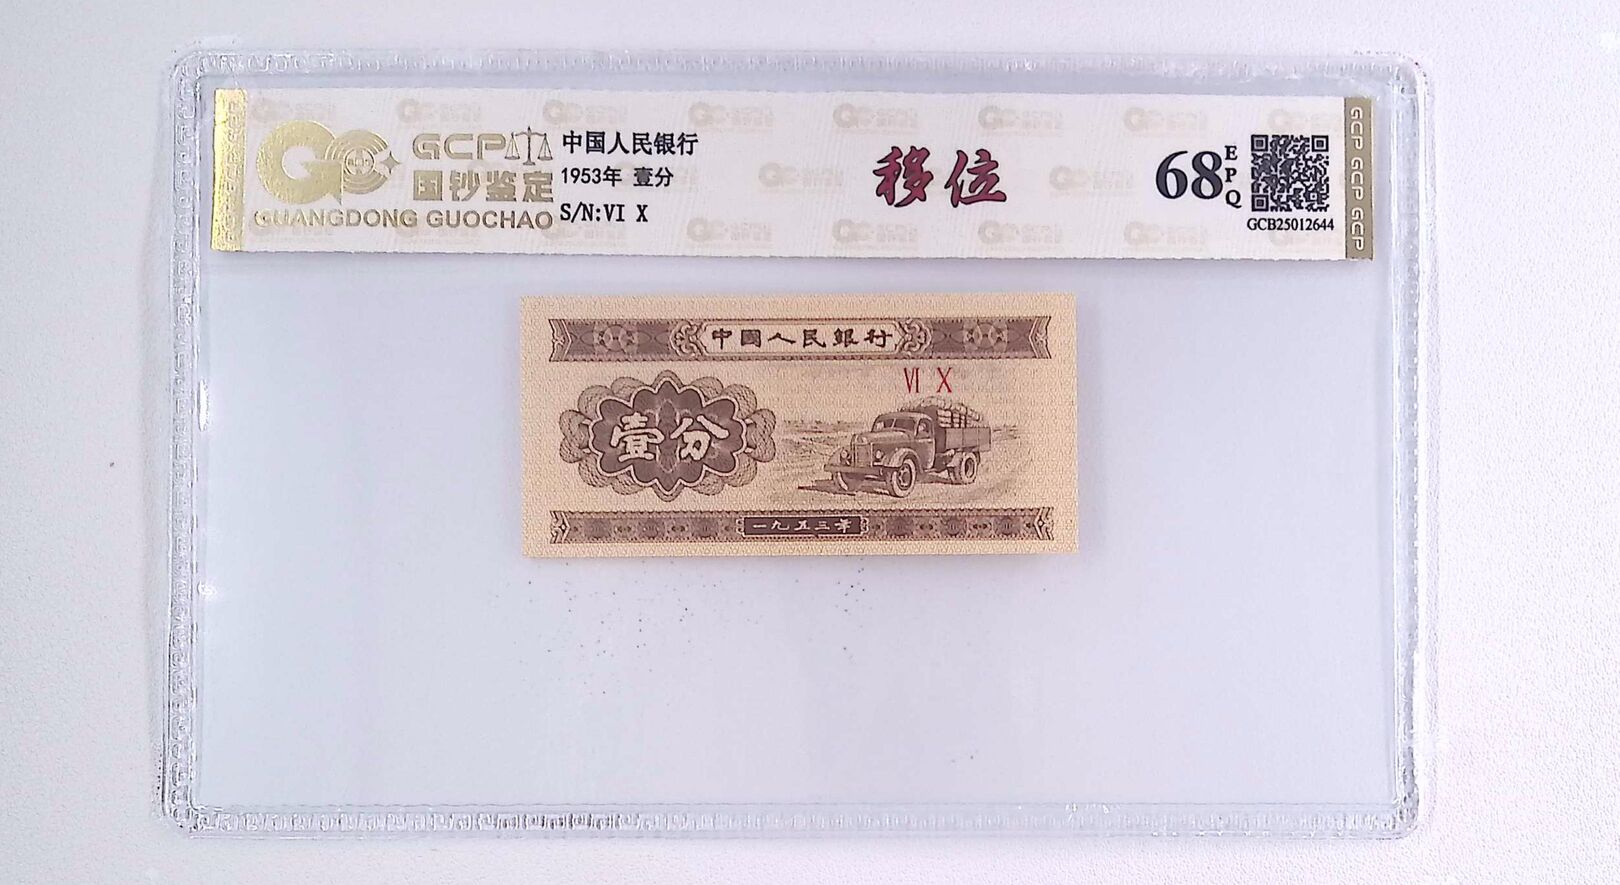 GCP
国钞鉴定
GUANGDONG GUOCHAO
中国人民银行
1953年 壹分
S/N:VI X
移位
68
EPQ
GCB25012644
GCP GCP GCP
中國人民銀行
VI X
壹分
一九五三年